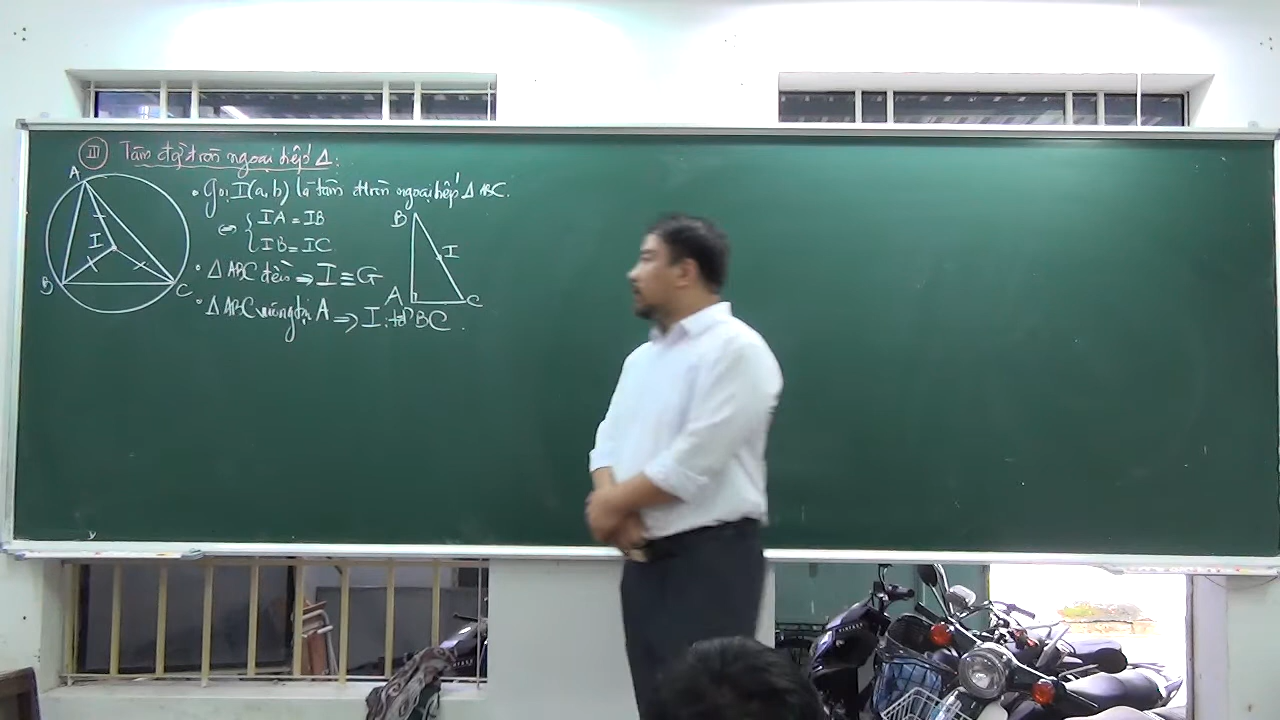 III Tâm đg tròn ngoại tiếp Δ:
A
I
B
C
• Gọi I(a, b) là tâm đtròn ngoại tiếp Δ ABC.
⇔ { IA = IB
IB = IC
• Δ ABC đều ⇒ I ≡ G
• Δ ABC vuông tại A ⇒ I: tđ BC.
B
I
A
C